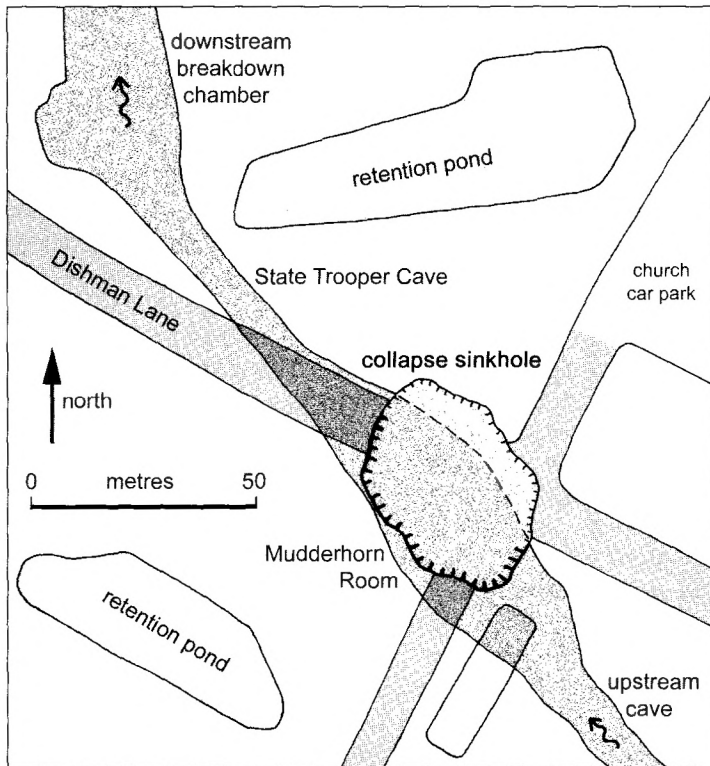 downstream
breakdown
chamber
retention pond
Dishman Lane
State Trooper Cave
church
car park
collapse sinkhole
north
0 metres 50
Mudderhorn
Room
retention pond
upstream
cave